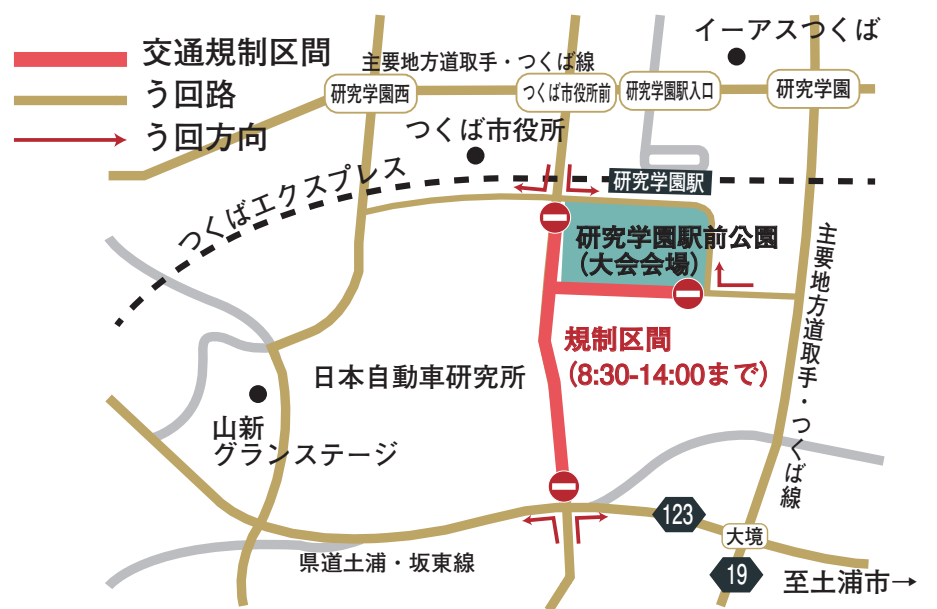 イーアスつくば
交通規制区間
主要地方道取手・つくば線
う回路
研究学園西
つくば市役所前
研究学園駅入口
研究学園
う回方向
つくば市役所
つくばエクスプレス
研究学園駅
研究学園駅前公園
(大会会場)
主要地方道取手・つくば線
規制区間
(8:30-14:00まで)
日本自動車研究所
山新
グランステージ
123
大境
県道土浦・坂東線
19
至土浦市→